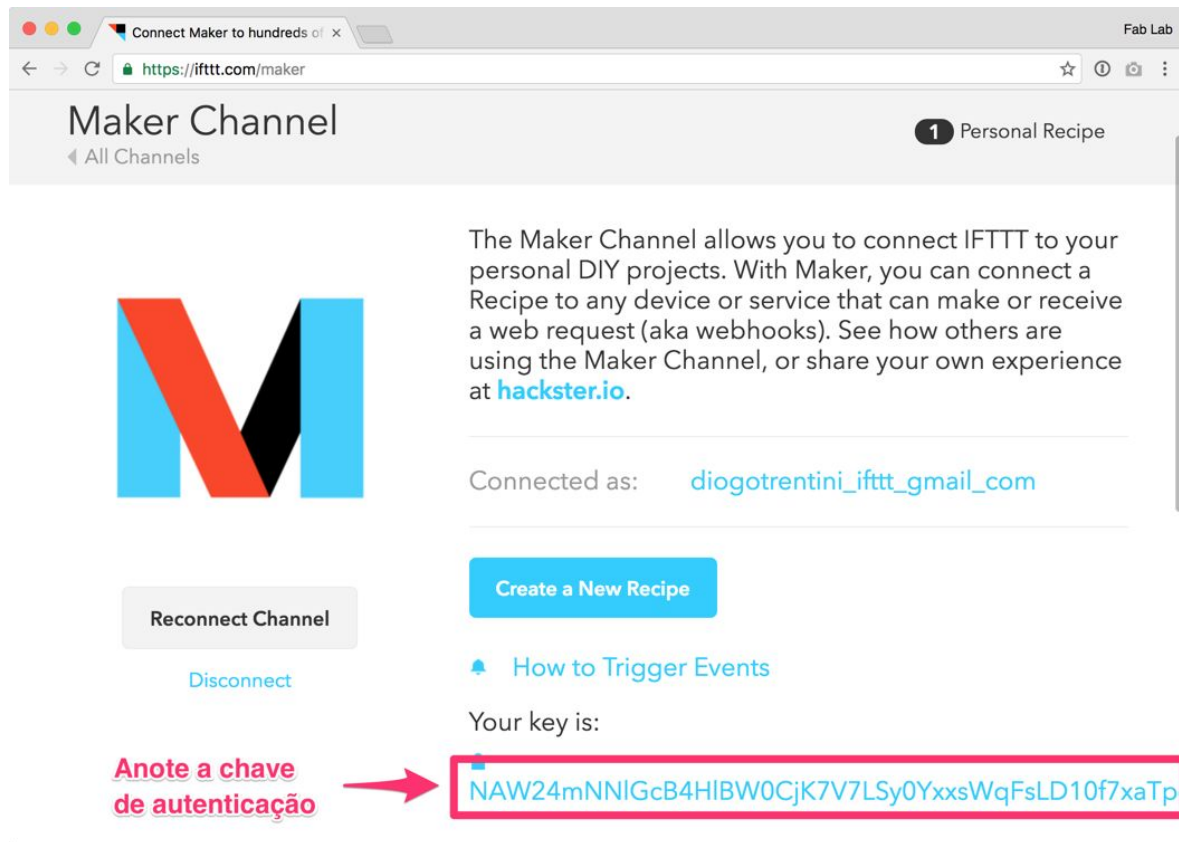 Connect Maker to hundreds of
Fab Lab
https://ifttt.com/maker
Maker Channel
All Channels
1 Personal Recipe
The Maker Channel allows you to connect IFTTT to your
personal DIY projects. With Maker, you can connect a
Recipe to any device or service that can make or receive
a web request (aka webhooks). See how others are
using the Maker Channel, or share your own experience
at hackster.io.
Connected as: diogotrentini_ifttt_gmail_com
Create a New Recipe
Reconnect Channel
Disconnect
How to Trigger Events
Your key is:
Anote a chave
de autenticação
NAW24mNNlGcB4HlBW0CjK7V7LSy0YxxsWqFsLD10f7xaTp